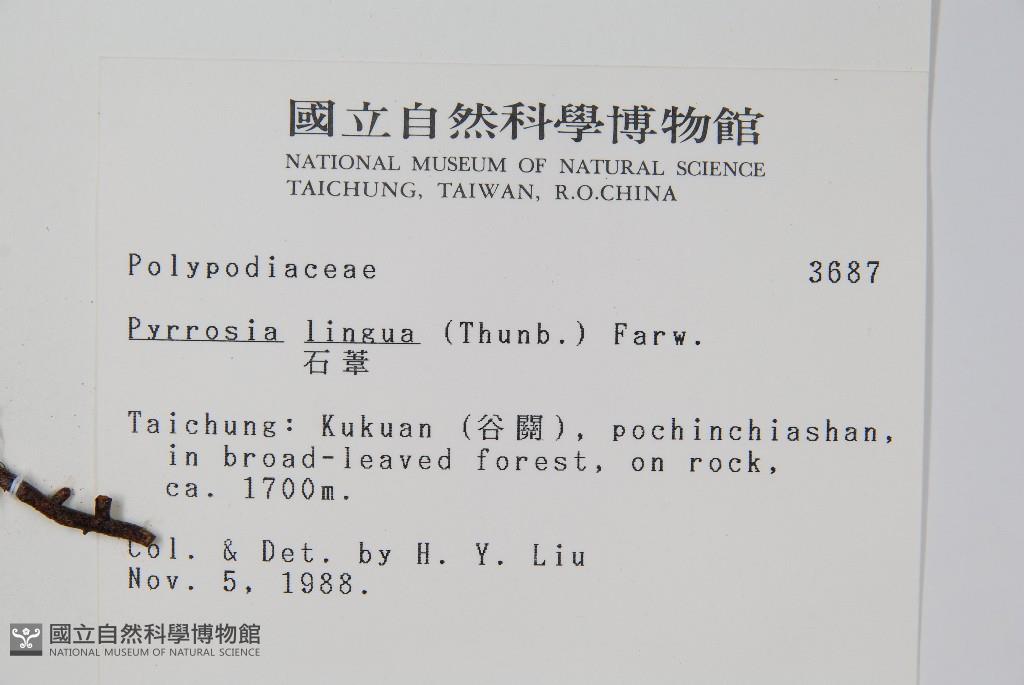 國立自然科學博物館
NATIONAL MUSEUM OF NATURAL SCIENCE
TAICHUNG, TAIWAN, R.O.CHINA
Polypodiaceae 3687
Pyrrosia lingua (Thunb.) Farw.
石葦
Taichung: Kukuan (谷關), pochinchiashan,
in broad-leaved forest, on rock,
ca. 1700m.
Col. & Det. by H. Y. Liu
Nov. 5, 1988.
國立自然科學博物館
NATIONAL MUSEUM OF NATURAL SCIENCE